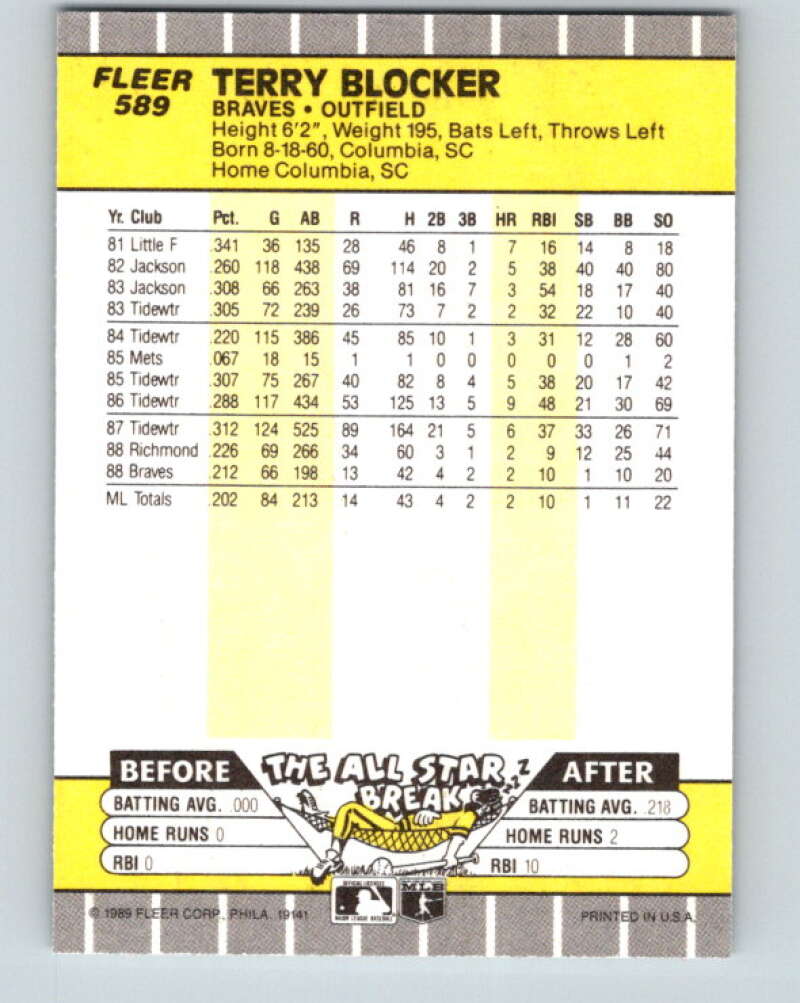 FLEER
589
TERRY BLOCKER
BRAVES • OUTFIELD
Height 6'2", Weight 195, Bats Left, Throws Left
Born 8-18-60, Columbia, SC
Home Columbia, SC
Yr. Club Pct. G AB R H 2B 3B HR RBI SB BB SO
81 Little F .341 36 135 28 46 8 1 7 16 14 8 18
82 Jackson .260 118 438 69 114 20 2 5 38 40 40 80
83 Jackson .308 66 263 38 81 16 7 3 54 18 17 40
83 Tidewtr .305 72 239 26 73 7 2 2 32 22 10 40
84 Tidewtr .220 115 386 45 85 10 1 3 31 12 28 60
85 Mets .067 18 15 1 1 0 0 0 0 0 1 2
85 Tidewtr .307 75 267 40 82 8 4 5 38 20 17 42
86 Tidewtr .288 117 434 53 125 13 5 9 48 21 30 69
87 Tidewtr .312 124 525 89 164 21 5 6 37 33 26 71
88 Richmond .226 69 266 34 60 3 1 2 9 12 25 44
88 Braves .212 66 198 13 42 4 2 2 10 1 10 20
ML Totals .202 84 213 14 43 4 2 2 10 1 11 22
BEFORE THE ALL STAR BREAK AFTER
zzZ
BATTING AVG. .000 BATTING AVG. .218
HOME RUNS 0 HOME RUNS 2
RBI 0 RBI 10
OFFICIAL LICENSEE
MAJOR LEAGUE BASEBALL
MLB
© 1989 FLEER CORP., PHILA. 19141 PRINTED IN U.S.A.